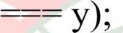 === y);